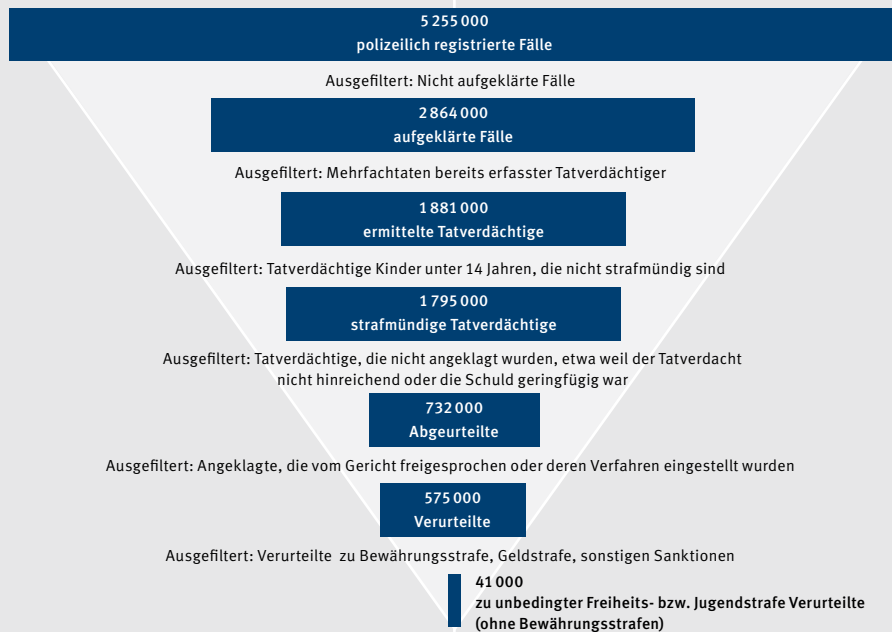 5 255 000
polizeilich registrierte Fälle
Ausgefiltert: Nicht aufgeklärte Fälle
2 864 000
aufgeklärte Fälle
Ausgefiltert: Mehrfachtaten bereits erfasster Tatverdächtiger
1 881 000
ermittelte Tatverdächtige
Ausgefiltert: Tatverdächtige Kinder unter 14 Jahren, die nicht strafmündig sind
1 795 000
strafmündige Tatverdächtige
Ausgefiltert: Tatverdächtige, die nicht angeklagt wurden, etwa weil der Tatverdacht
nicht hinreichend oder die Schuld geringfügig war
732 000
Abgeurteilte
Ausgefiltert: Angeklagte, die vom Gericht freigesprochen oder deren Verfahren eingestellt wurden
575 000
Verurteilte
Ausgefiltert: Verurteilte zu Bewährungsstrafe, Geldstrafe, sonstigen Sanktionen
41 000
zu unbedingter Freiheits- bzw. Jugendstrafe Verurteilte
(ohne Bewährungsstrafen)